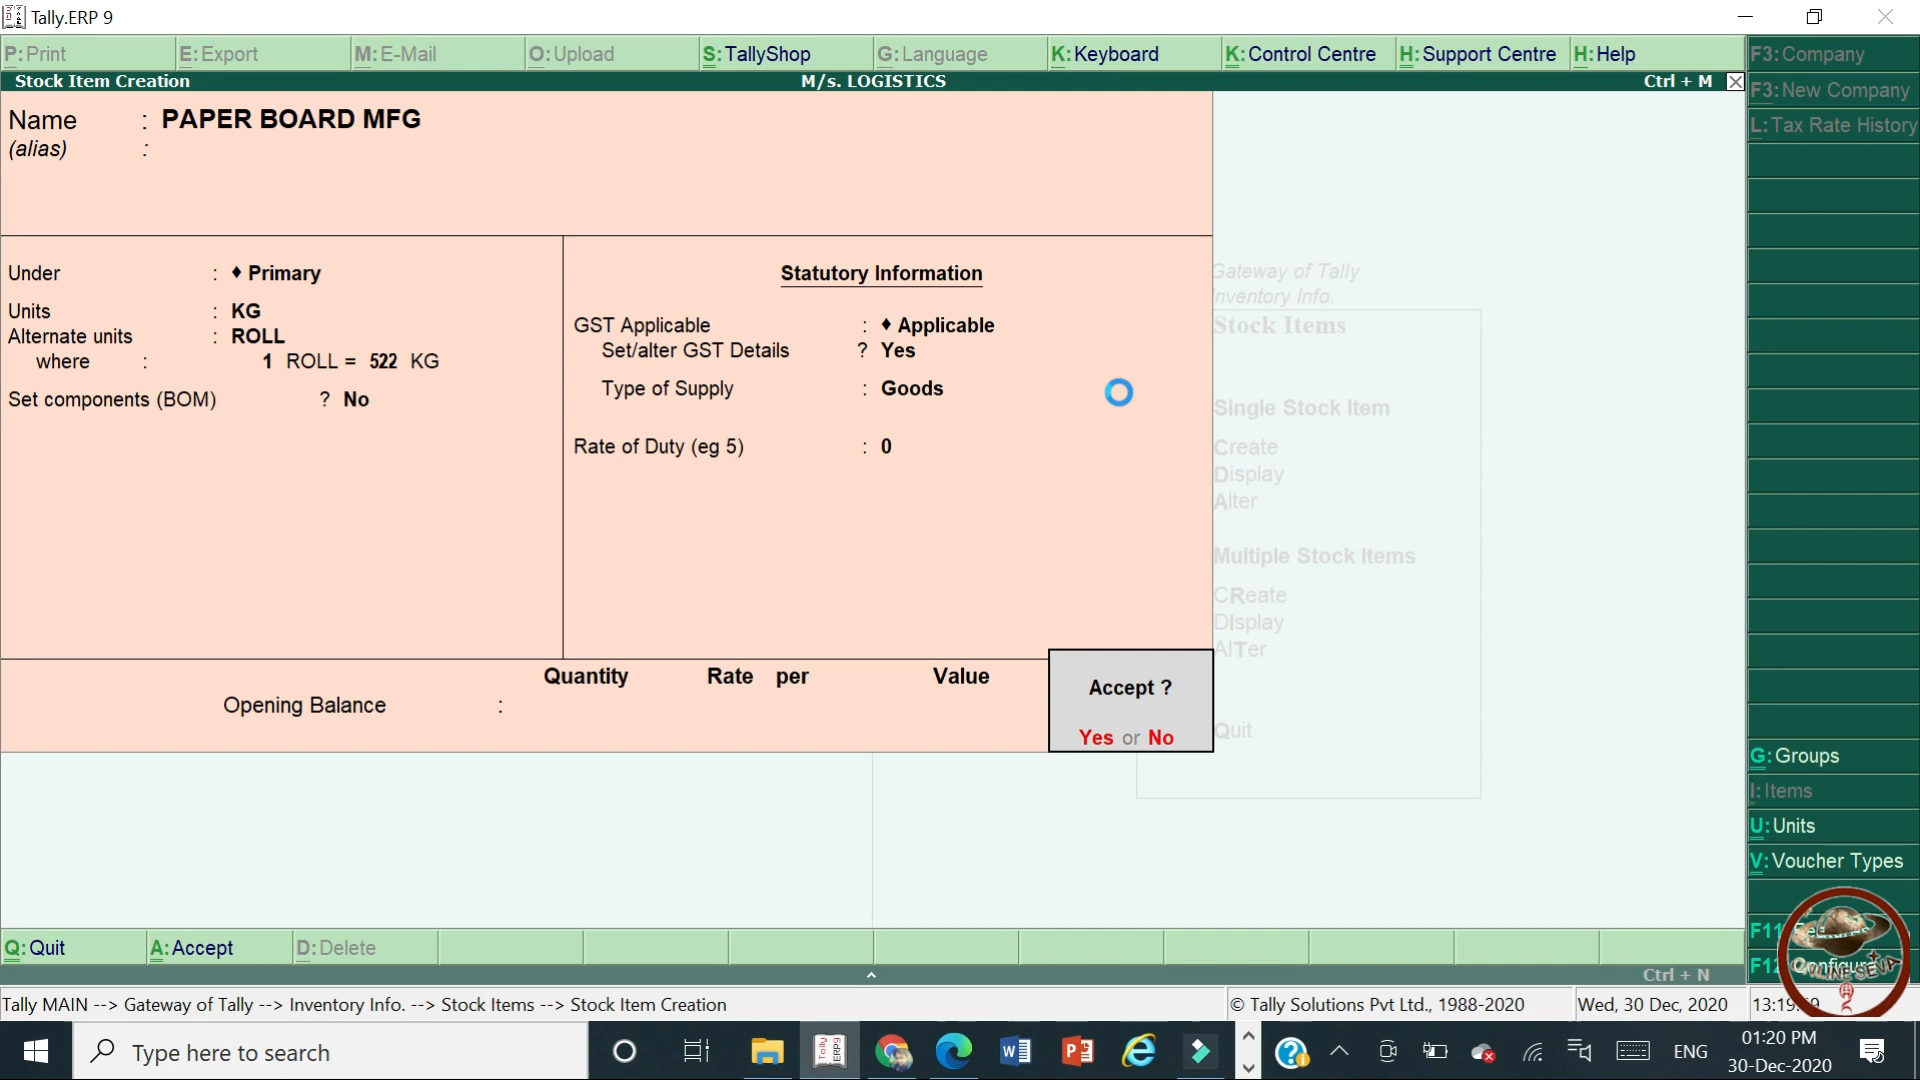 Tally.ERP 9
P: Print E: Export M: E-Mail O: Upload S: TallyShop G: Language K: Keyboard K: Control Centre H: Support Centre H: Help
Stock Item Creation M/s. LOGISTICS Ctrl + M
Name : PAPER BOARD MFG
(alias) :
Under : ♦ Primary
Units : KG
Alternate units : ROLL
where : 1 ROLL = 522 KG
Set components (BOM) ? No
Statutory Information
GST Applicable : ♦ Applicable
Set/alter GST Details ? Yes
Type of Supply : Goods
Rate of Duty (eg 5) : 0
Quantity Rate per Value
Opening Balance :
Accept ?
Yes or No
Gateway of Tally
Inventory Info.
Stock Items
Single Stock Item
Create
Display
Alter
Multiple Stock Items
CReate
DIsplay
AlTer
Quit
F3: Company
F3: New Company
L: Tax Rate History
G: Groups
I: Items
U: Units
V: Voucher Types
F11:
F12:
ONLINE SEVA
Q: Quit A: Accept D: Delete
Ctrl + N
Tally MAIN --> Gateway of Tally --> Inventory Info. --> Stock Items --> Stock Item Creation © Tally Solutions Pvt Ltd., 1988-2020 Wed, 30 Dec, 2020
Type here to search
ENG
01:20 PM
30-Dec-2020